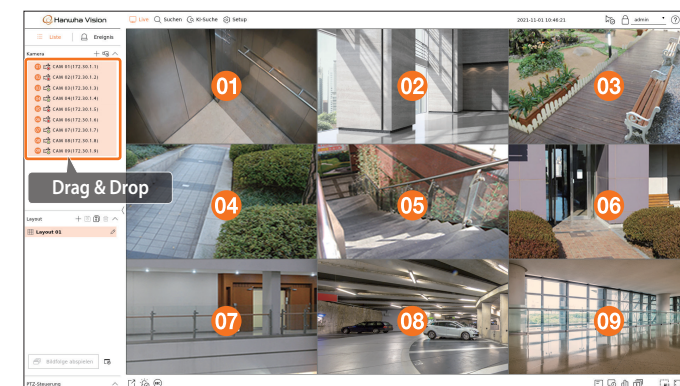 Hanwha Vision
Live Suchen KI-Suche Setup
2021-11-01 10:46:21
admin
Liste Ereignis
Kamera
CAM 01(172.30.1.1)
CAM 02(172.30.1.2)
CAM 03(172.30.1.3)
CAM 04(172.30.1.4)
CAM 05(172.30.1.5)
CAM 06(172.30.1.6)
CAM 07(172.30.1.7)
CAM 08(172.30.1.8)
CAM 09(172.30.1.9)
Drag & Drop
Layout
Layout 01
Bildfolge abspielen
PTZ-Steuerung
01 02 03
04 05 06
07 08 09